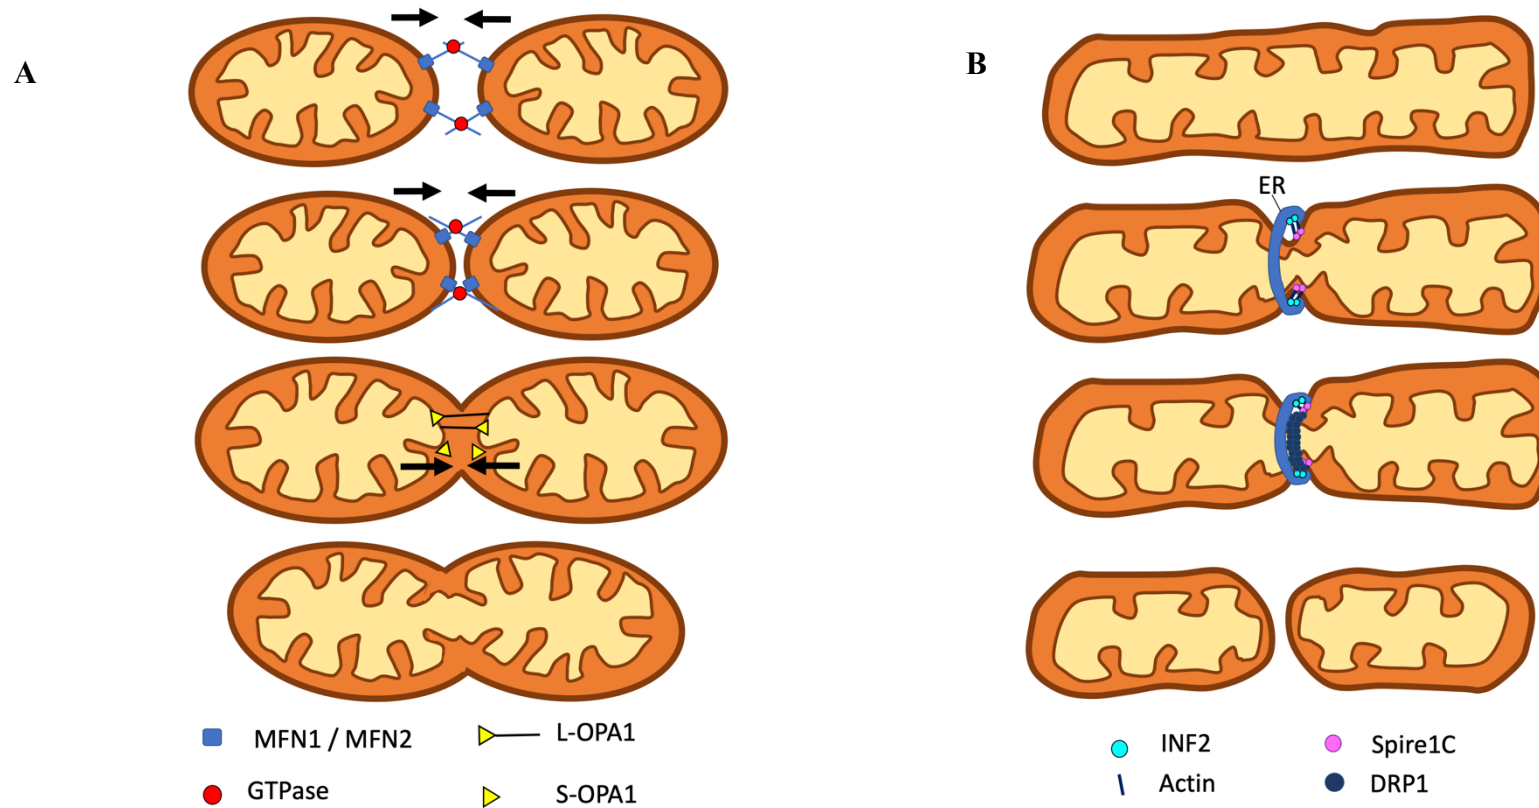 A
B
ER
MFN1 / MFN2
L-OPA1
GTPase
S-OPA1
INF2
Spire1C
Actin
DRP1